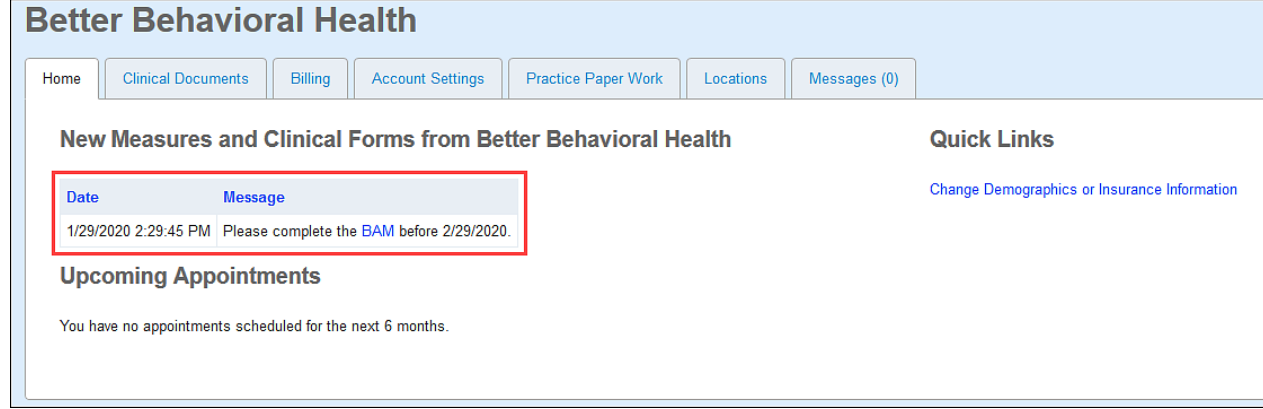 Better Behavioral Health
Home Clinical Documents Billing Account Settings Practice Paper Work Locations Messages (0)
New Measures and Clinical Forms from Better Behavioral Health
Date Message
1/29/2020 2:29:45 PM Please complete the BAM before 2/29/2020.
Upcoming Appointments
You have no appointments scheduled for the next 6 months.
Quick Links
Change Demographics or Insurance Information